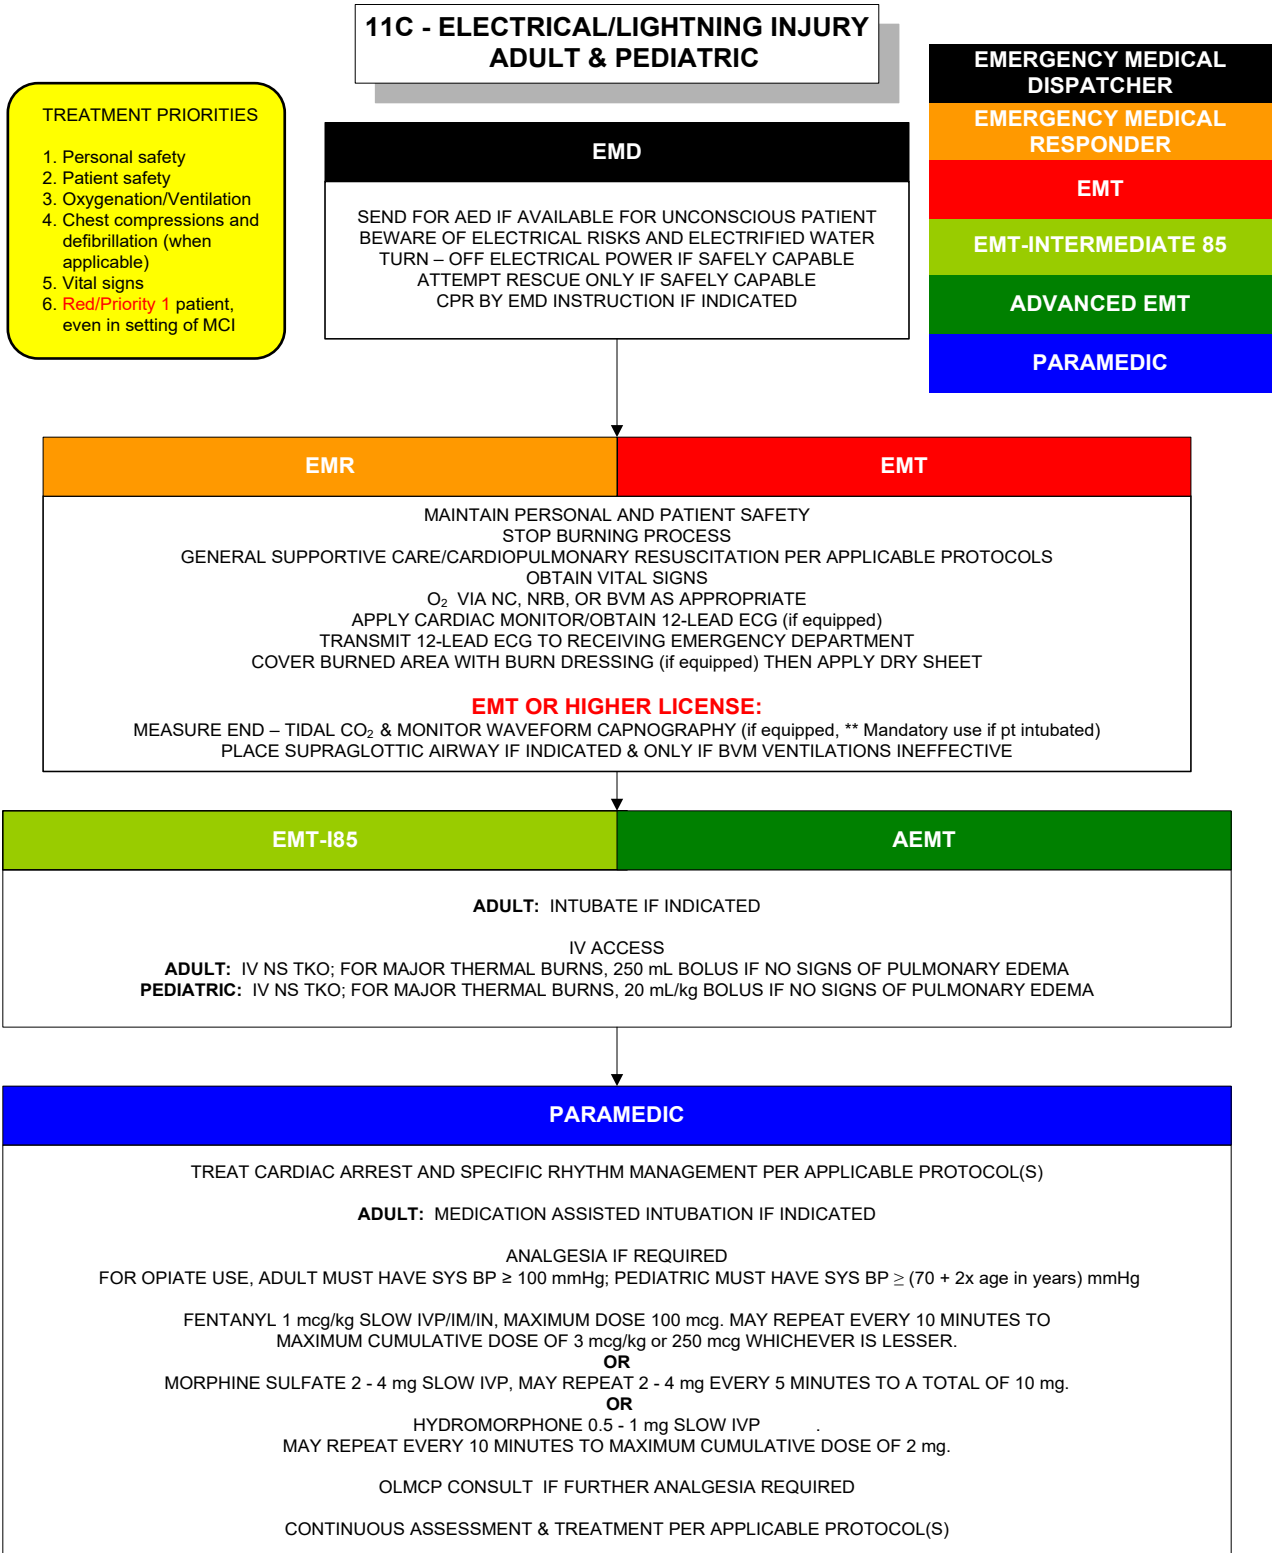 11C - ELECTRICAL/LIGHTNING INJURY
ADULT & PEDIATRIC
TREATMENT PRIORITIES
1. Personal safety
2. Patient safety
3. Oxygenation/Ventilation
4. Chest compressions and
defibrillation (when
applicable)
5. Vital signs
6. Red/Priority 1 patient,
even in setting of MCI
EMERGENCY MEDICAL
DISPATCHER
EMERGENCY MEDICAL
RESPONDER
EMT
EMT-INTERMEDIATE 85
ADVANCED EMT
PARAMEDIC
EMD
SEND FOR AED IF AVAILABLE FOR UNCONSCIOUS PATIENT
BEWARE OF ELECTRICAL RISKS AND ELECTRIFIED WATER
TURN – OFF ELECTRICAL POWER IF SAFELY CAPABLE
ATTEMPT RESCUE ONLY IF SAFELY CAPABLE
CPR BY EMD INSTRUCTION IF INDICATED
EMR
EMT
MAINTAIN PERSONAL AND PATIENT SAFETY
STOP BURNING PROCESS
GENERAL SUPPORTIVE CARE/CARDIOPULMONARY RESUSCITATION PER APPLICABLE PROTOCOLS
OBTAIN VITAL SIGNS
O₂ VIA NC, NRB, OR BVM AS APPROPRIATE
APPLY CARDIAC MONITOR/OBTAIN 12-LEAD ECG (if equipped)
TRANSMIT 12-LEAD ECG TO RECEIVING EMERGENCY DEPARTMENT
COVER BURNED AREA WITH BURN DRESSING (if equipped) THEN APPLY DRY SHEET
EMT OR HIGHER LICENSE:
MEASURE END – TIDAL CO₂ & MONITOR WAVEFORM CAPNOGRAPHY (if equipped, ** Mandatory use if pt intubated)
PLACE SUPRAGLOTTIC AIRWAY IF INDICATED & ONLY IF BVM VENTILATIONS INEFFECTIVE
EMT-I85
AEMT
ADULT: INTUBATE IF INDICATED
IV ACCESS
ADULT: IV NS TKO; FOR MAJOR THERMAL BURNS, 250 mL BOLUS IF NO SIGNS OF PULMONARY EDEMA
PEDIATRIC: IV NS TKO; FOR MAJOR THERMAL BURNS, 20 mL/kg BOLUS IF NO SIGNS OF PULMONARY EDEMA
PARAMEDIC
TREAT CARDIAC ARREST AND SPECIFIC RHYTHM MANAGEMENT PER APPLICABLE PROTOCOL(S)
ADULT: MEDICATION ASSISTED INTUBATION IF INDICATED
ANALGESIA IF REQUIRED
FOR OPIATE USE, ADULT MUST HAVE SYS BP ≥ 100 mmHg; PEDIATRIC MUST HAVE SYS BP ≥ (70 + 2x age in years) mmHg
FENTANYL 1 mcg/kg SLOW IVP/IM/IN, MAXIMUM DOSE 100 mcg. MAY REPEAT EVERY 10 MINUTES TO
MAXIMUM CUMULATIVE DOSE OF 3 mcg/kg or 250 mcg WHICHEVER IS LESSER.
OR
MORPHINE SULFATE 2 - 4 mg SLOW IVP, MAY REPEAT 2 - 4 mg EVERY 5 MINUTES TO A TOTAL OF 10 mg.
OR
HYDROMORPHONE 0.5 - 1 mg SLOW IVP .
MAY REPEAT EVERY 10 MINUTES TO MAXIMUM CUMULATIVE DOSE OF 2 mg.
OLMCP CONSULT IF FURTHER ANALGESIA REQUIRED
CONTINUOUS ASSESSMENT & TREATMENT PER APPLICABLE PROTOCOL(S)